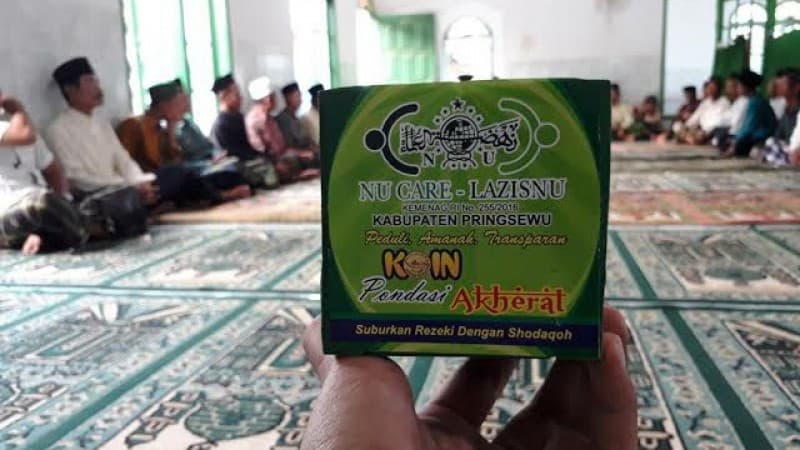 NU
NU CARE - LAZISNU
KEMENAG RI No. 255/2016
KABUPATEN PRINGSEWU
Peduli, Amanah, Transparan
KOIN
Pondasi Akherat
Suburkan Rezeki Dengan Shodaqoh